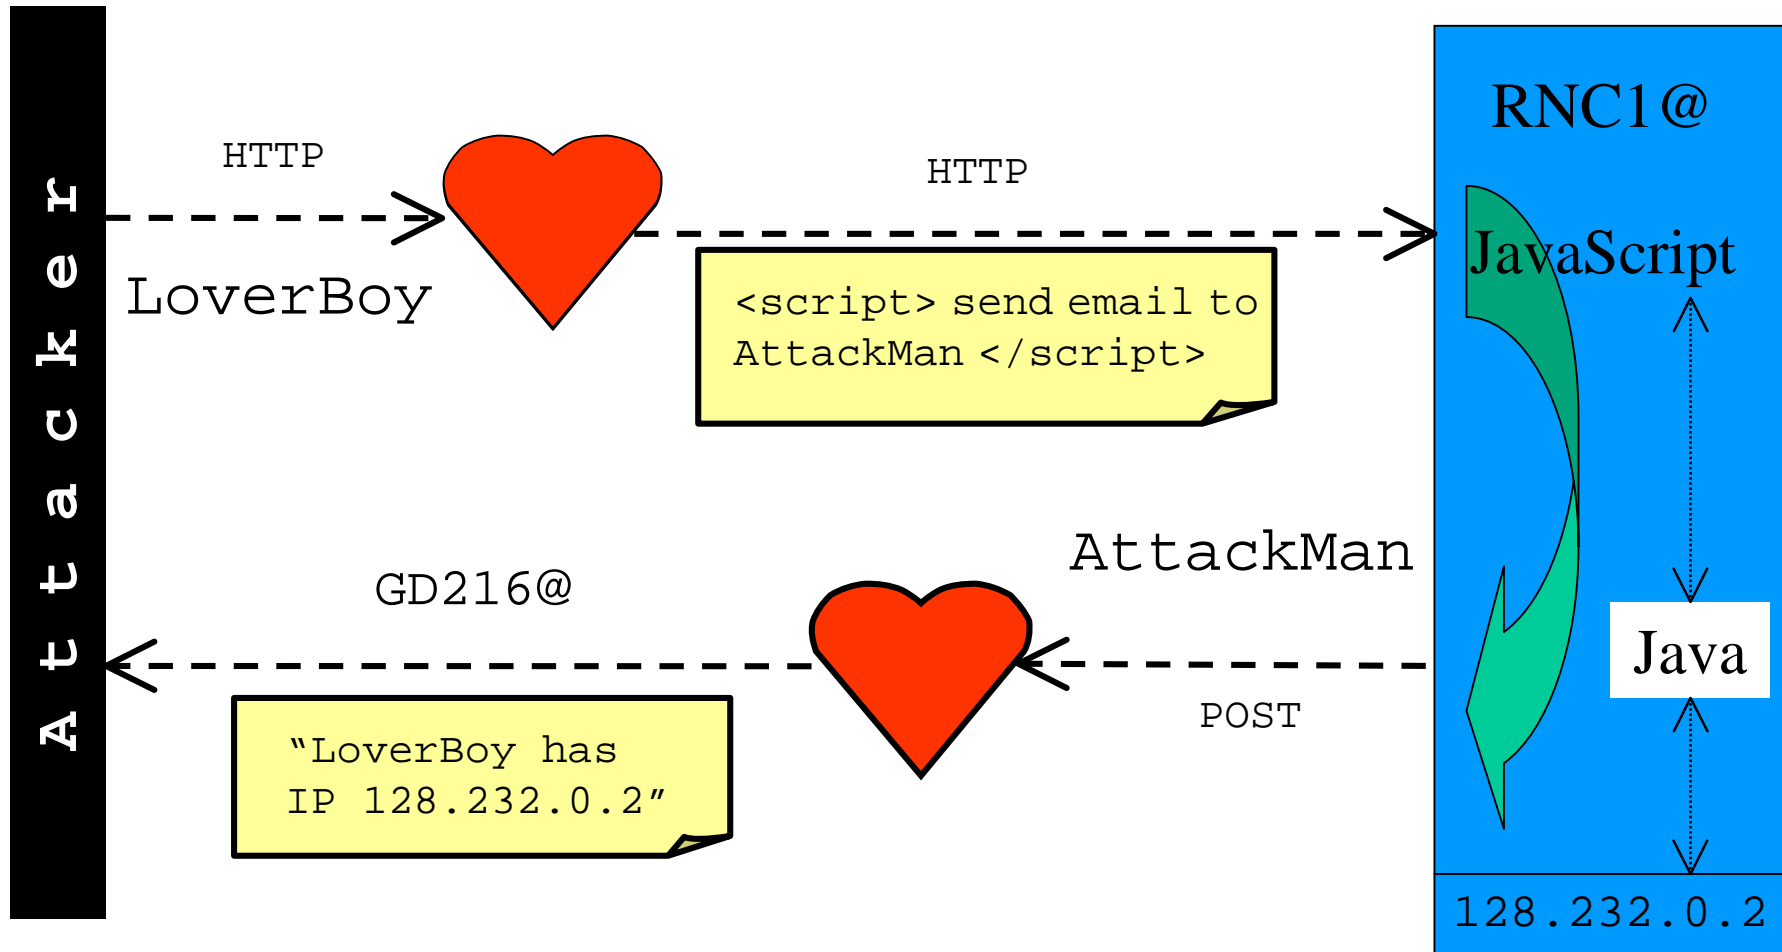 Attacker
HTTP
LoverBoy
HTTP
<script> send email to
AttackMan </script>
RNC1@
JavaScript
Java
128.232.0.2
AttackMan
POST
GD216@
“LoverBoy has
IP 128.232.0.2”